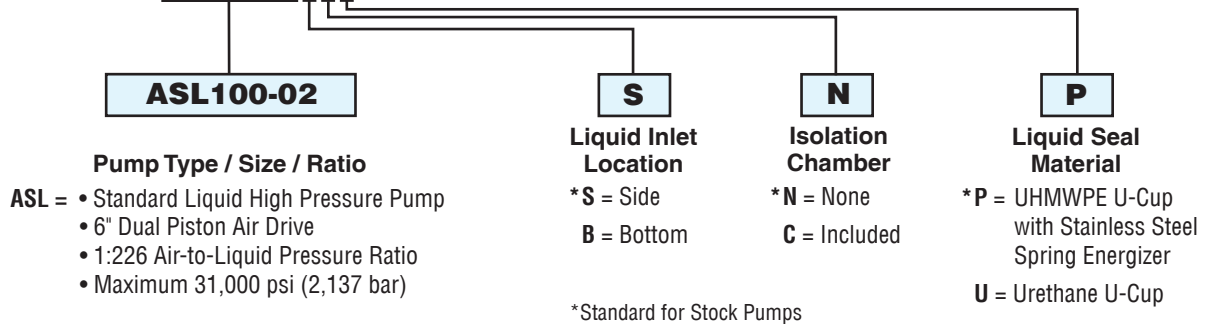 ASL100-02
S
N
P
Pump Type / Size / Ratio
ASL = • Standard Liquid High Pressure Pump
• 6" Dual Piston Air Drive
• 1:226 Air-to-Liquid Pressure Ratio
• Maximum 31,000 psi (2,137 bar)
Liquid Inlet
Location
*S = Side
B = Bottom
Isolation
Chamber
*N = None
C = Included
Liquid Seal
Material
*P = UHMWPE U-Cup
with Stainless Steel
Spring Energizer
U = Urethane U-Cup
*Standard for Stock Pumps